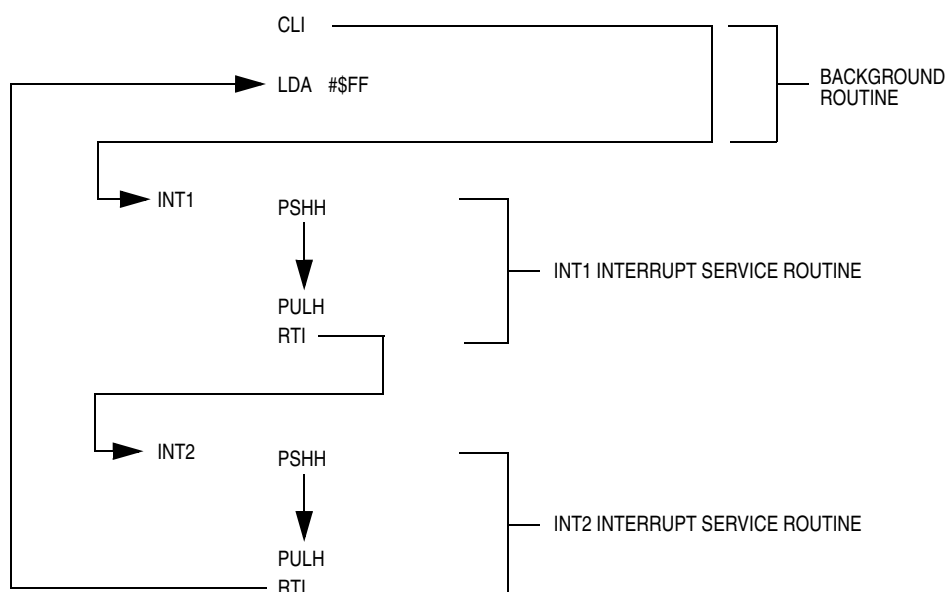 CLI
LDA #$FF
BACKGROUND
ROUTINE
INT1
PSHH
INT1 INTERRUPT SERVICE ROUTINE
PULH
RTI
INT2
PSHH
INT2 INTERRUPT SERVICE ROUTINE
PULH
RTI